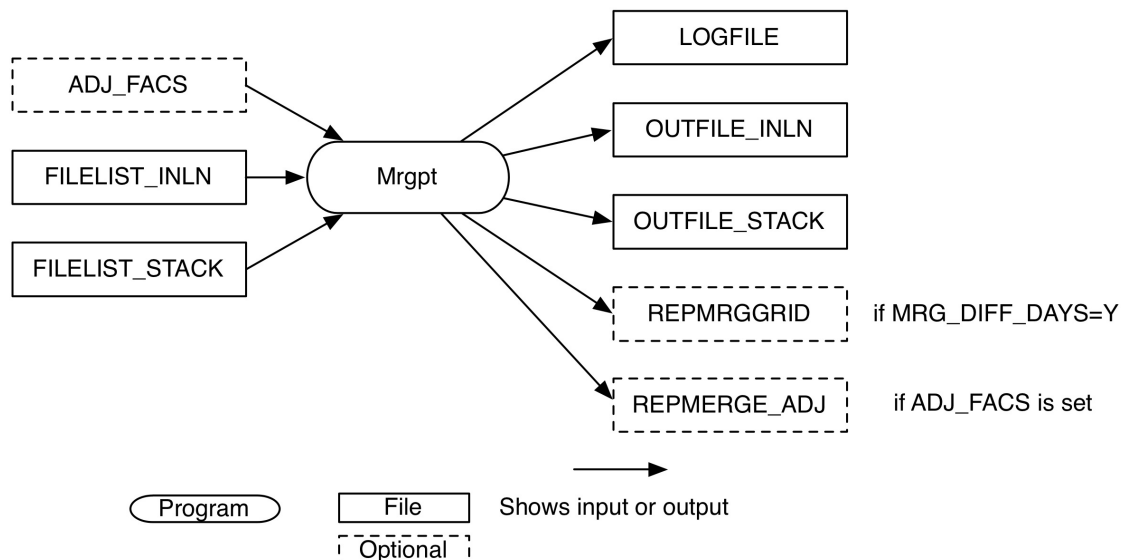 LOGFILE
ADJ_FACS
OUTFILE_INLN
FILELIST_INLN
Mrgpt
OUTFILE_STACK
FILELIST_STACK
REPMRGGRID
if MRG_DIFF_DAYS=Y
REPMERGE_ADJ
if ADJ_FACS is set
Program
File
Shows input or output
Optional